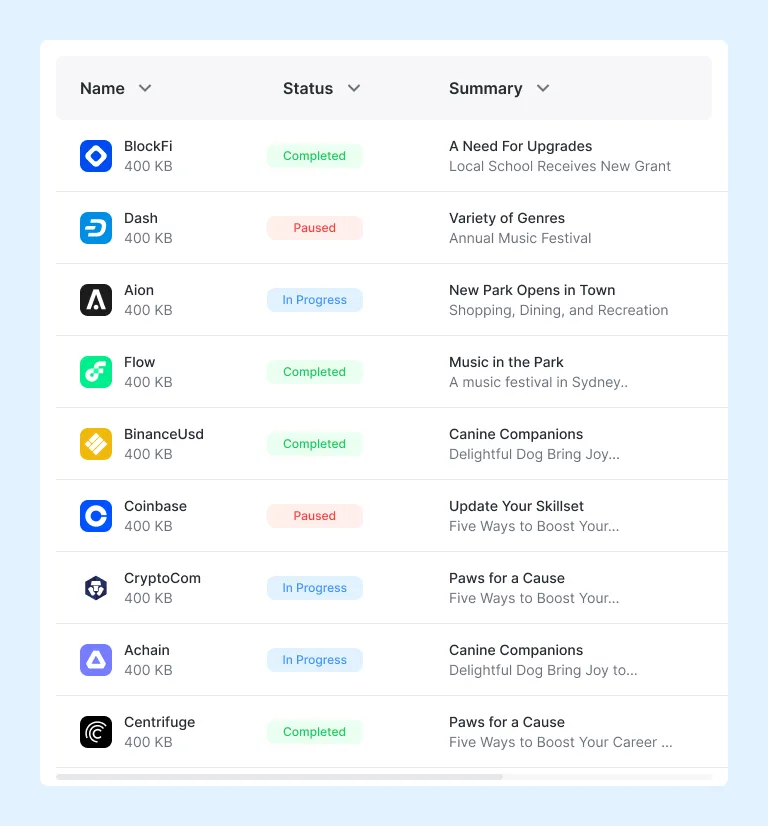 Name Status Summary
BlockFi Completed A Need For Upgrades
400 KB Local School Receives New Grant
Dash Paused Variety of Genres
400 KB Annual Music Festival
Aion In Progress New Park Opens in Town
400 KB Shopping, Dining, and Recreation
Flow Completed Music in the Park
400 KB A music festival in Sydney..
BinanceUsd Completed Canine Companions
400 KB Delightful Dog Bring Joy...
Coinbase Paused Update Your Skillset
400 KB Five Ways to Boost Your...
CryptoCom In Progress Paws for a Cause
400 KB Five Ways to Boost Your...
Achain In Progress Canine Companions
400 KB Delightful Dog Bring Joy to...
Centrifuge Completed Paws for a Cause
400 KB Five Ways to Boost Your Career ...